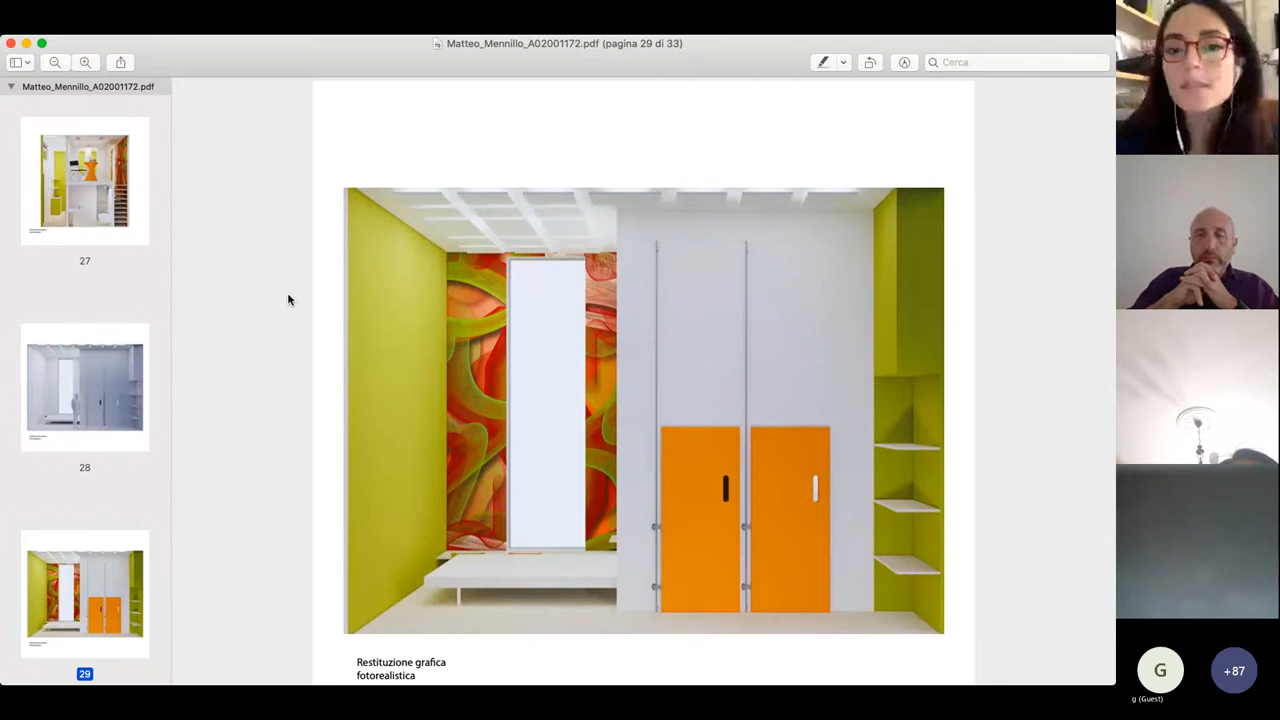 Matteo_Mennillo_A02001172.pdf (pagina 29 di 33)
Cerca
Matteo_Mennillo_A02001172.pdf
27
28
29
Restituzione grafica
fotorealistica
G
+87
g (Guest)